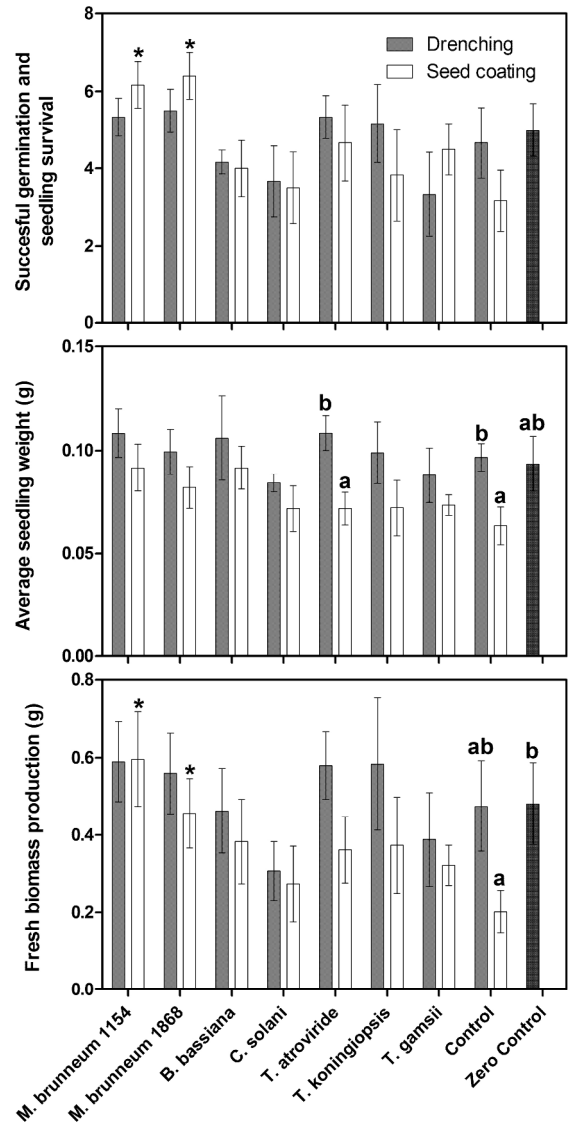 Succesful germination and
seedling survival
8
6
4
2
0
* *
Drenching
Seed coating
Average seedling weight (g)
0.15
0.10
0.05
0.00
b a b a ab
Fresh biomass production (g)
0.8
0.6
0.4
0.2
0.0
* * ab a b
M. brunneum 1154
M. brunneum 1868
B. bassiana
C. solani
T. atroviride
T. koningiopsis
T. gamsii
Control
Zero Control